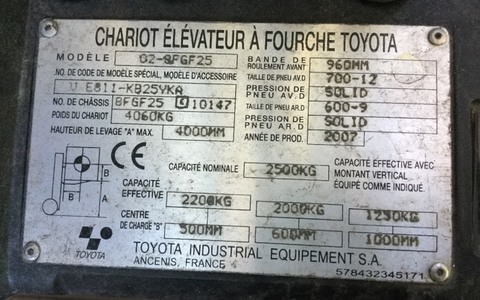 CHARIOT ÉLÉVATEUR À FOURCHE TOYOTA
MODÈLE 02-8FGF25 BANDE DE ROULEMENT AVANT 960MM
NO. DE CODE DE MODÈLE SPÉCIAL, MODÈLE D'ACCESSOIRE TAILLE DE PNEU AV.D 700-12
V E811-KB25YKA PRESSION DE PNEU AV.D SOLID
NO. DE CHÂSSIS 8FGF25 10147 TAILLE DE PNEU AR.D 600-9
POIDS DU CHARIOT 4060KG PRESSION DE PNEU AR.D SOLID
HAUTEUR DE LEVAGE "A" MAX. 4000MM ANNÉE DE PROD. 2007
CE
B
B
A
CAPACITÉ NOMINALE 2500KG
CAPACITÉ EFFECTIVE AVEC
MONTANT VERTICAL
ÉQUIPÉ COMME INDIQUÉ.
CAPACITÉ EFFECTIVE 2200KG 2000KG 1250KG
CENTRE DE CHARGE "B" 500MM 600MM 1000MM
TOYOTA
TOYOTA INDUSTRIAL EQUIPEMENT S.A.
ANCENIS, FRANCE
578432345171